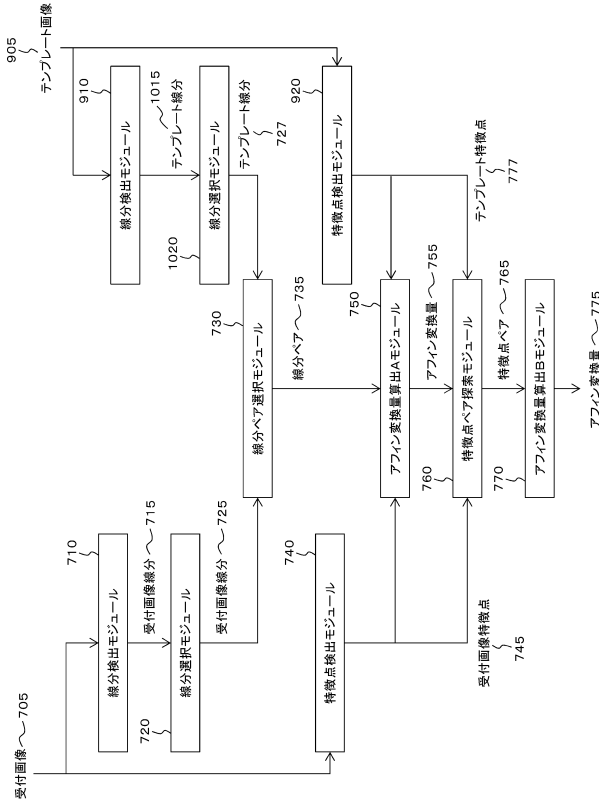 受付画像 705
710
線分検出モジュール
受付画像線分 715
720
線分選択モジュール
受付画像線分 725
740
特徴点検出モジュール
受付画像特徴点
745
905
テンプレート画像
910
線分検出モジュール
1015
テンプレート線分
1020
線分選択モジュール
テンプレート線分
727
920
特徴点検出モジュール
テンプレート特徴点
777
730
線分ペア選択モジュール
線分ペア 735
750
アフィン変換量算出Aモジュール
アフィン変換量 755
760
特徴点ペア探索モジュール
特徴点ペア 765
770
アフィン変換量算出Bモジュール
アフィン変換量 775